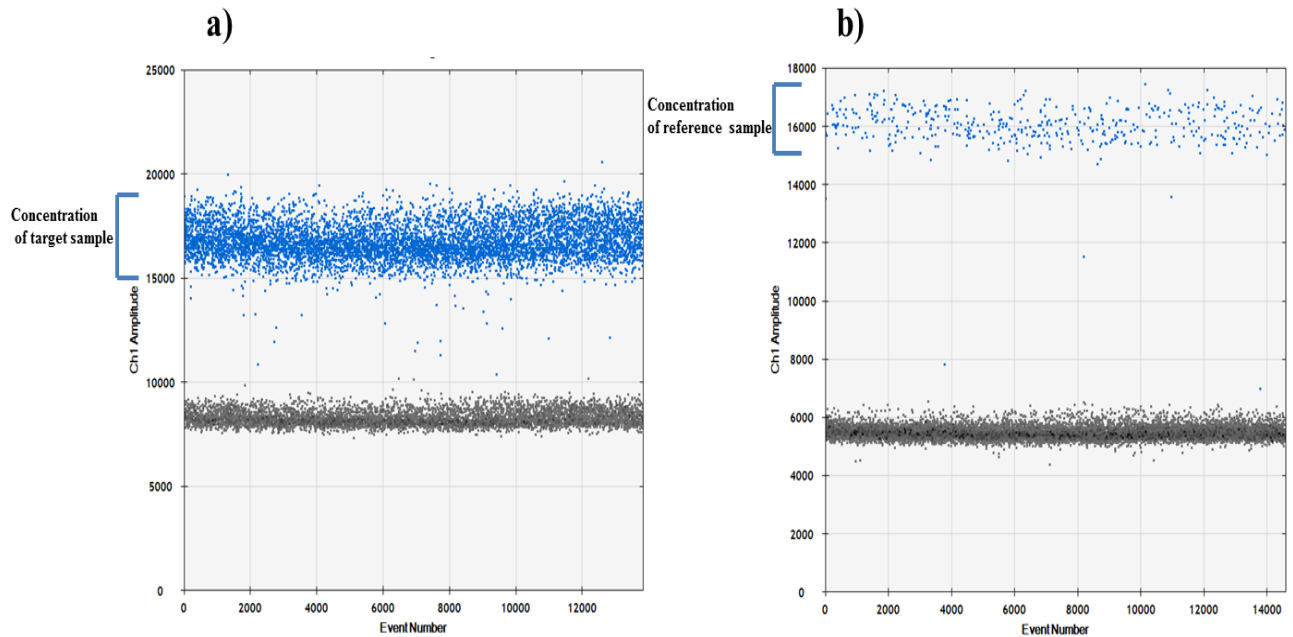 a)
25000
20000
15000
10000
5000
0
0 2000 4000 6000 8000 10000 12000
Ch1 Amplitude
Event Number
Concentration
of target sample
b)
18000
16000
14000
12000
10000
8000
6000
4000
2000
0
0 2000 4000 6000 8000 10000 12000 14000
Ch1 Amplitude
Event Number
Concentration
of reference sample